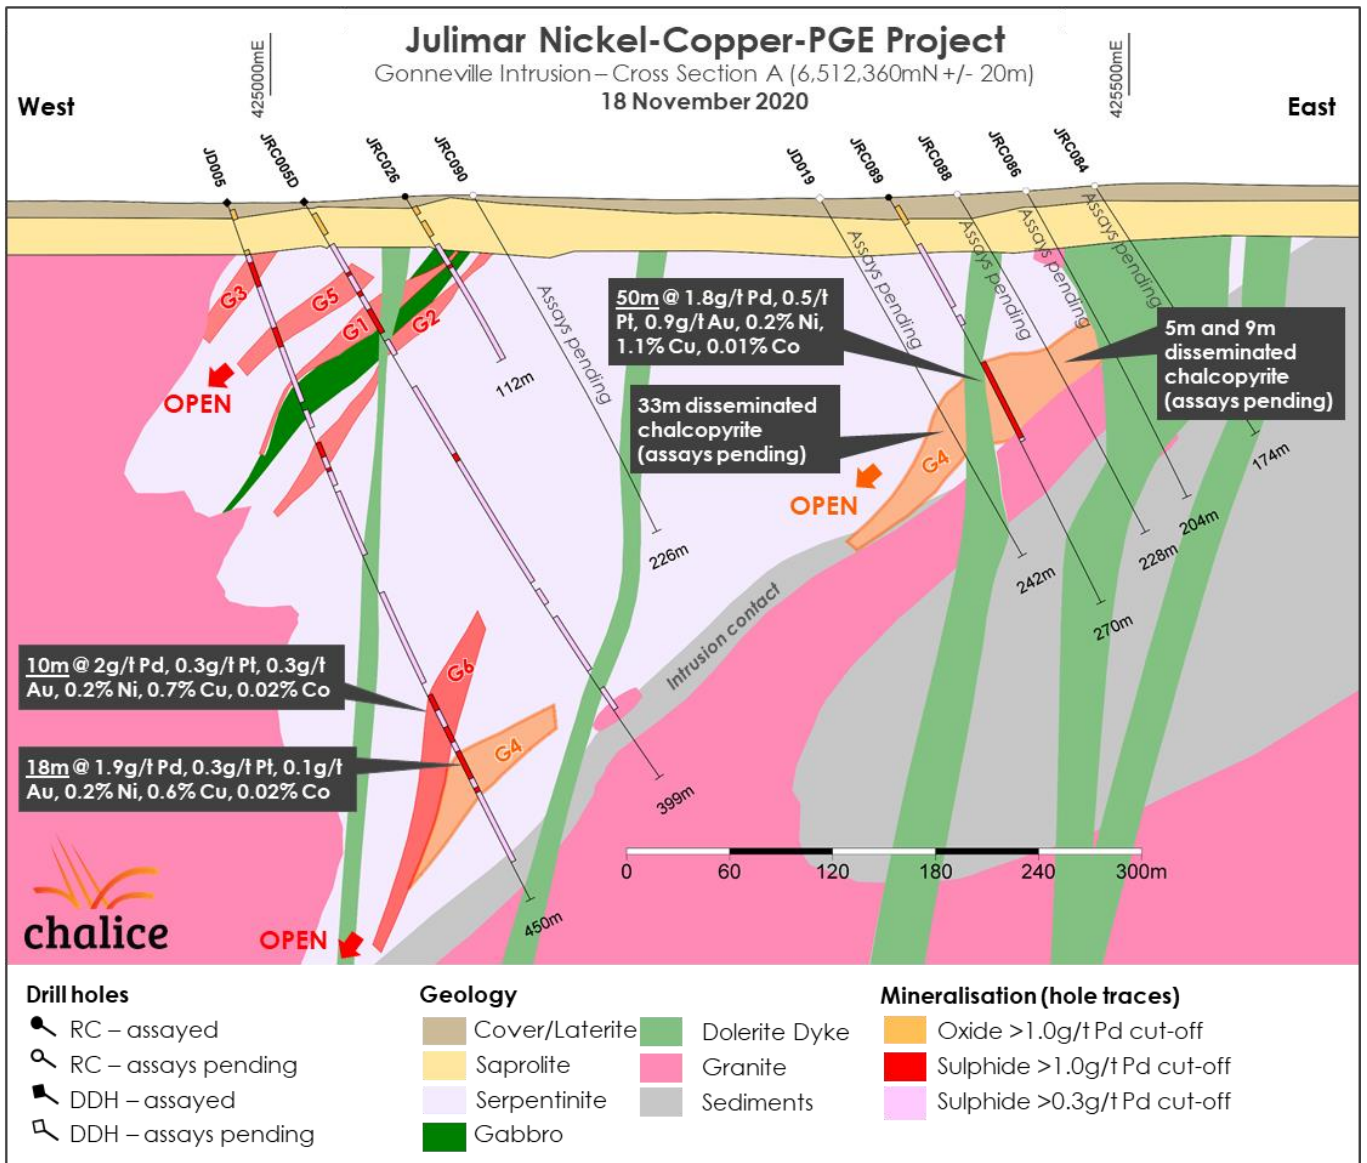 Julimar Nickel-Copper-PGE Project
Gonneville Intrusion – Cross Section A (6,512,360mN +/- 20m)
18 November 2020
425000mE
425500mE
West
East
JD005
JRC005D
JRC026
JRC090
JD019
JRC089
JRC088
JRC086
JRC084
Assays pending
Assays pending
Assays pending
Assays pending
Assays pending
G3
G5
G1
G2
OPEN
112m
226m
50m @ 1.8g/t Pd, 0.5/t
Pt, 0.9g/t Au, 0.2% Ni,
1.1% Cu, 0.01% Co
33m disseminated
chalcopyrite
(assays pending)
5m and 9m
disseminated
chalcopyrite
(assays pending)
G4
OPEN
174m
204m
228m
242m
270m
Intrusion contact
10m @ 2g/t Pd, 0.3g/t Pt, 0.3g/t
Au, 0.2% Ni, 0.7% Cu, 0.02% Co
G6
G4
18m @ 1.9g/t Pd, 0.3g/t Pt, 0.1g/t
Au, 0.2% Ni, 0.6% Cu, 0.02% Co
399m
450m
0 60 120 180 240 300m
chalice
OPEN
Drill holes
RC – assayed
RC – assays pending
DDH – assayed
DDH – assays pending
Geology
Cover/Laterite
Saprolite
Serpentinite
Gabbro
Dolerite Dyke
Granite
Sediments
Mineralisation (hole traces)
Oxide >1.0g/t Pd cut-off
Sulphide >1.0g/t Pd cut-off
Sulphide >0.3g/t Pd cut-off